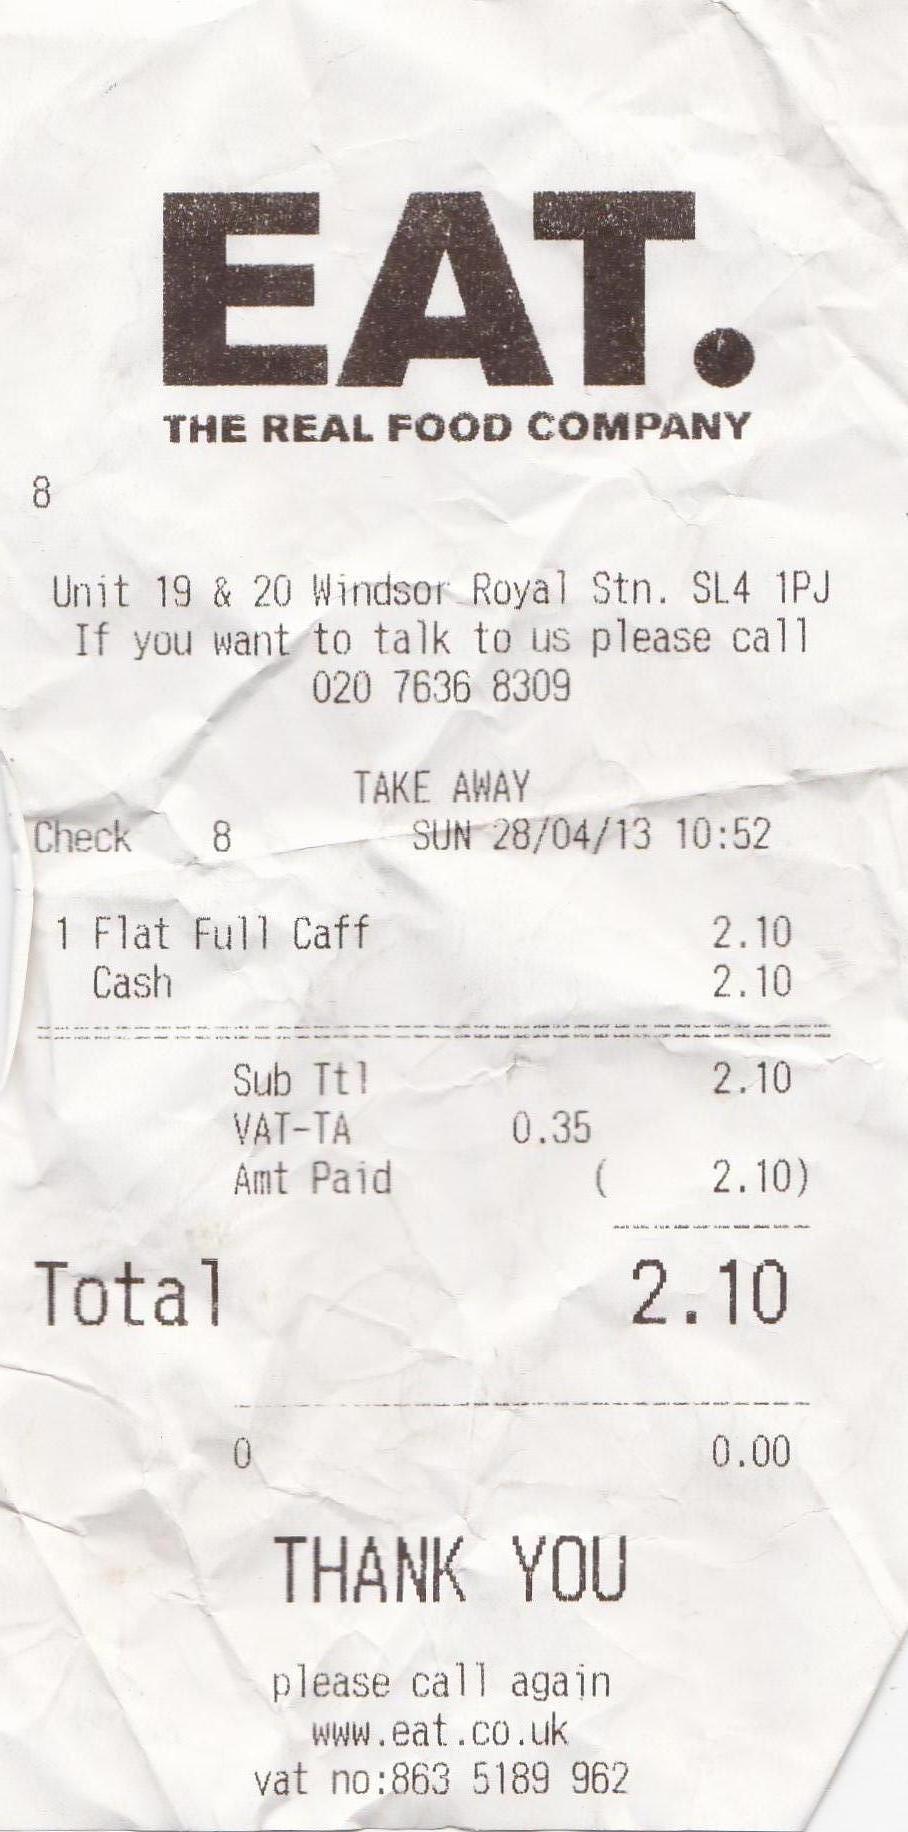 EAT.
THE REAL FOOD COMPANY
8
Unit 19 & 20 Windsor Royal Stn. SL4 1PJ
If you want to talk to us please call
020 7636 8309
TAKE AWAY
Check 8 SUN 28/04/13 10:52
1 Flat Full Caff 2.10
Cash 2.10
Sub Ttl 2.10
VAT-TA 0.35
Amt Paid ( 2.10)
Total 2.10
0 0.00
THANK YOU
please call again
www.eat.co.uk
vat no:863 5189 962